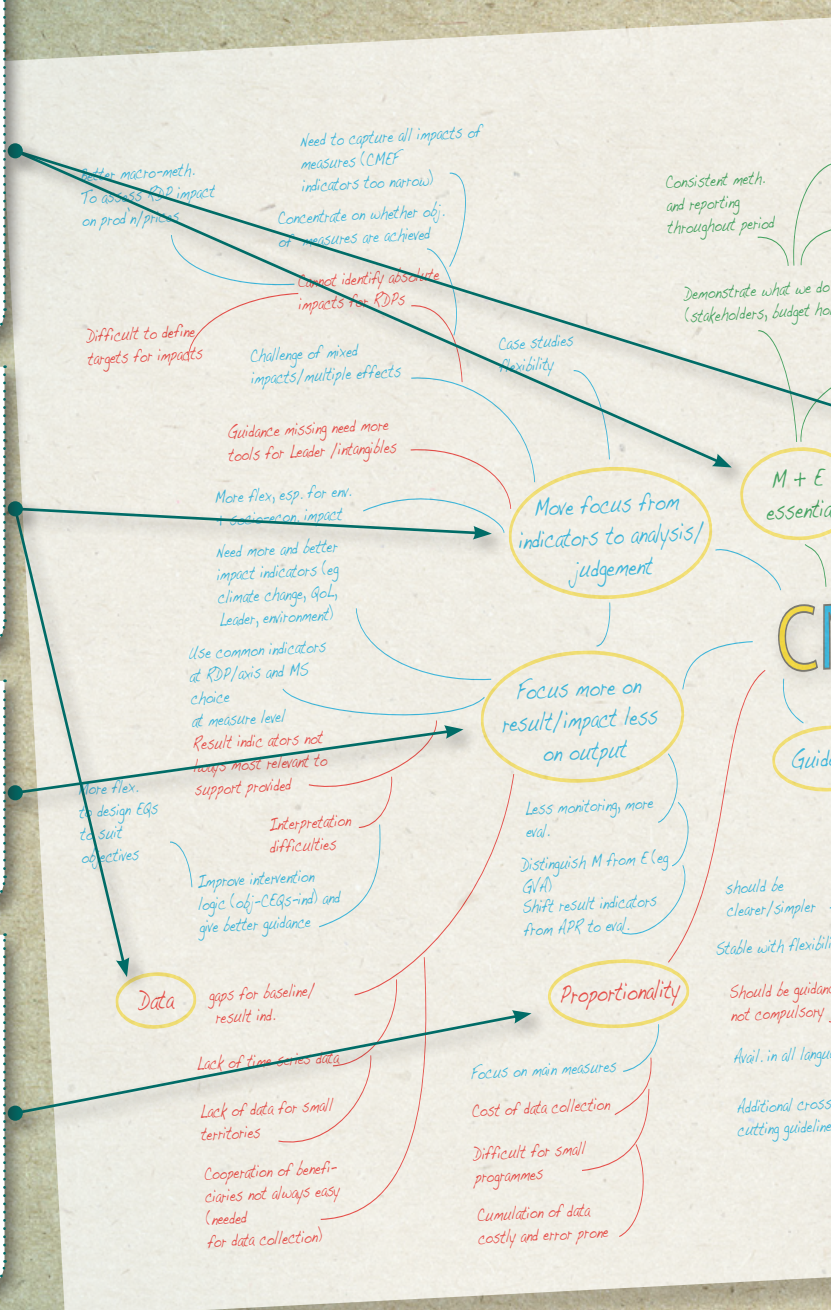 Need to capture all impacts of
measures (CMEF
indicators too narrow)
Better macro-meth.
To assess RDP impact
on prod'n/prices
Concentrate on whether obj.
of measures are achieved
Cannot identify absolute
impacts for RDPs
Difficult to define
targets for impacts
Challenge of mixed
impacts/multiple effects
Case studies
flexibility
Guidance missing need more
tools for Leader /intangibles
More flex, esp. for env.
+ socio-econ. impact
Need more and better
impact indicators (eg
climate change, QoL,
Leader, environment)
Use common indicators
at RDP/axis and MS
choice
at measure level
Result indic ators not
lways most relevant to
support provided
More flex.
to design EQs
to suit
objectives
Interpretation
difficulties
Improve intervention
logic (obj-CEQs-ind) and
give better guidance
Move focus from
indicators to analysis/
judgement
Focus more on
result/impact less
on output
Less monitoring, more
eval.
Distinguish M from E (eg
GVA)
Shift result indicators
from APR to eval.
Data
gaps for baseline/
result ind.
Lack of time series data
Lack of data for small
territories
Cooperation of benefi-
ciaries not always easy
(needed
for data collection)
Proportionality
Focus on main measures
Cost of data collection
Difficult for small
programmes
Cumulation of data
costly and error prone
Consistent meth.
and reporting
throughout period
Demonstrate what we do
(stakeholders, budget ho
M + E
essentia
C
Guid
should be
clearer/simpler
Stable with flexibili
Should be guidanc
not compulsory
Avail. in all langu
Additional cross
cutting guideline